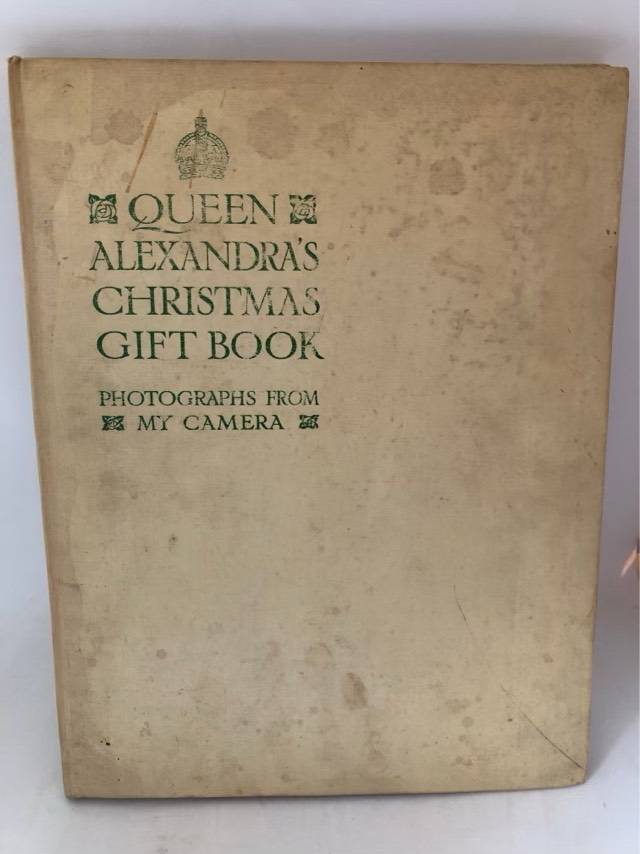 QUEEN
ALEXANDRA'S
CHRISTMAS
GIFT BOOK
PHOTOGRAPHS FROM
MY CAMERA